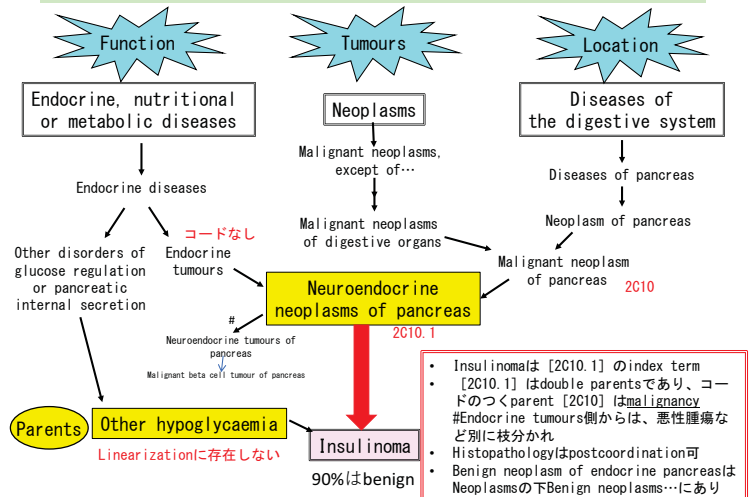 Function
Tumours
Location
Endocrine, nutritional
or metabolic diseases
Neoplasms
Diseases of
the digestive system
Malignant neoplasms,
except of…
Diseases of pancreas
Endocrine diseases
Neoplasm of pancreas
コードなし
Malignant neoplasms
of digestive organs
Other disorders of
glucose regulation
or pancreatic
internal secretion
Endocrine
tumours
Malignant neoplasm
of pancreas
2C10
Neuroendocrine
neoplasms of pancreas
2C10.1
#
Neuroendocrine tumours of
pancreas
Malignant beta cell tumour of pancreas
Parents
Other hypoglycaemia
Linearizationに存在しない
Insulinoma
90%はbenign
• Insulinomaは [2C10.1] のindex term
• [2C10.1] はdouble parentsであり、コー
ドのつくparent [2C10] はmalignancy
#Endocrine tumours側からは、悪性腫瘍な
ど別に枝分かれ
• Histopathologyはpostcoordination可
• Benign neoplasm of endocrine pancreasは
Neoplasmsの下Benign neoplasms…にあり